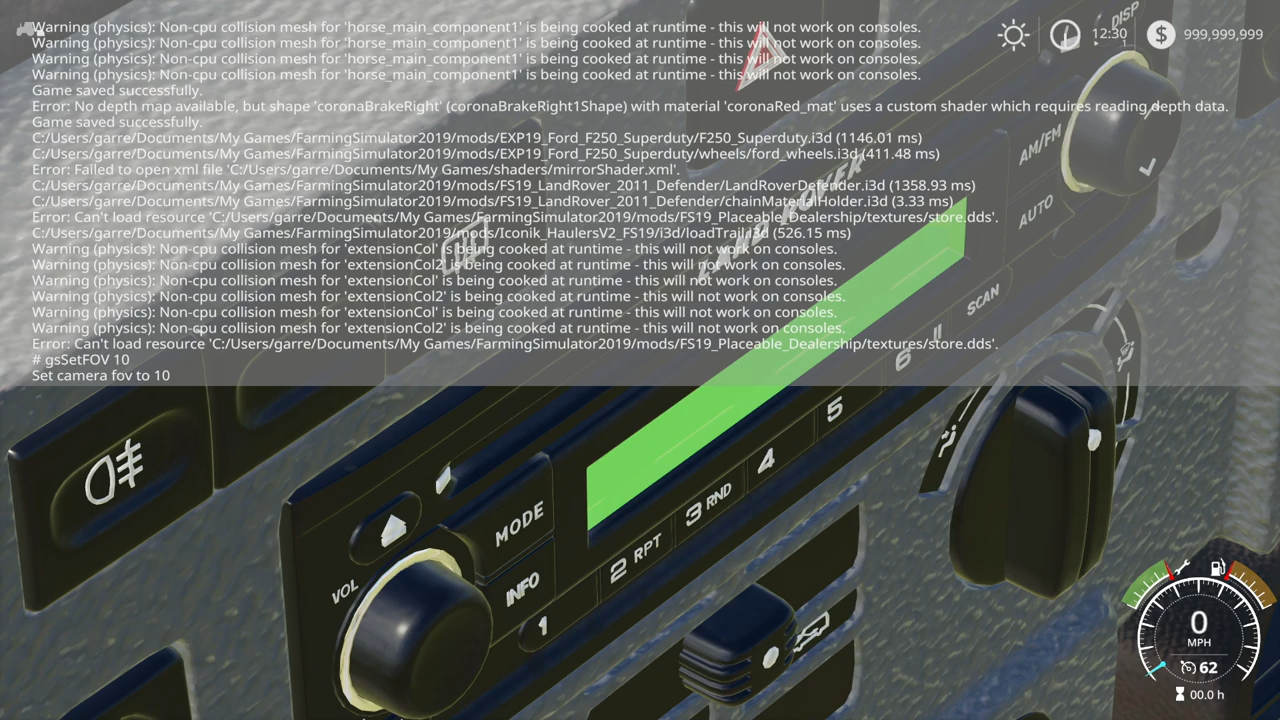 Warning (physics): Non-cpu collision mesh for 'horse_main_component1' is being cooked at runtime - this will not work on consoles.
Warning (physics): Non-cpu collision mesh for 'horse_main_component1' is being cooked at runtime - this will not work on consoles.
Warning (physics): Non-cpu collision mesh for 'horse_main_component1' is being cooked at runtime - this will not work on consoles.
Warning (physics): Non-cpu collision mesh for 'horse_main_component1' is being cooked at runtime - this will not work on consoles.
Game saved successfully.
Error: No depth map available, but shape 'coronaBrakeRight' (coronaBrakeRight1Shape) with material 'coronaRed_mat' uses a custom shader which requires reading depth data.
Game saved successfully.
C:/Users/garre/Documents/My Games/FarmingSimulator2019/mods/EXP19_Ford_F250_Superduty/F250_Superduty.i3d (1146.01 ms)
C:/Users/garre/Documents/My Games/FarmingSimulator2019/mods/EXP19_Ford_F250_Superduty/wheels/ford_wheels.i3d (411.48 ms)
Error: Failed to open xml file 'C:/Users/garre/Documents/My Games/shaders/mirrorShader.xml'.
C:/Users/garre/Documents/My Games/FarmingSimulator2019/mods/FS19_LandRover_2011_Defender/LandRoverDefender.i3d (1358.93 ms)
C:/Users/garre/Documents/My Games/FarmingSimulator2019/mods/FS19_LandRover_2011_Defender/chainMaterialHolder.i3d (3.33 ms)
Error: Can't load resource 'C:/Users/garre/Documents/My Games/FarmingSimulator2019/mods/FS19_Placeable_Dealership/textures/store.dds'.
C:/Users/garre/Documents/My Games/FarmingSimulator2019/mods/Iconik_HaulersV2_FS19/i3d/loadTrail.i3d (526.15 ms)
Warning (physics): Non-cpu collision mesh for 'extensionCol' is being cooked at runtime - this will not work on consoles.
Warning (physics): Non-cpu collision mesh for 'extensionCol2' is being cooked at runtime - this will not work on consoles.
Warning (physics): Non-cpu collision mesh for 'extensionCol' is being cooked at runtime - this will not work on consoles.
Warning (physics): Non-cpu collision mesh for 'extensionCol2' is being cooked at runtime - this will not work on consoles.
Warning (physics): Non-cpu collision mesh for 'extensionCol' is being cooked at runtime - this will not work on consoles.
Warning (physics): Non-cpu collision mesh for 'extensionCol2' is being cooked at runtime - this will not work on consoles.
Error: Can't load resource 'C:/Users/garre/Documents/My Games/FarmingSimulator2019/mods/FS19_Placeable_Dealership/textures/store.dds'.
# gsSetFOV 10
Set camera fov to 10
12:30
$ 999,999,999
DISP
AM/FM
AUTO
LAND ROVER
SCAN
6
5
4
3 RND
2 RPT
1
MODE
INFO
VOL
0
MPH
62
00.0 h